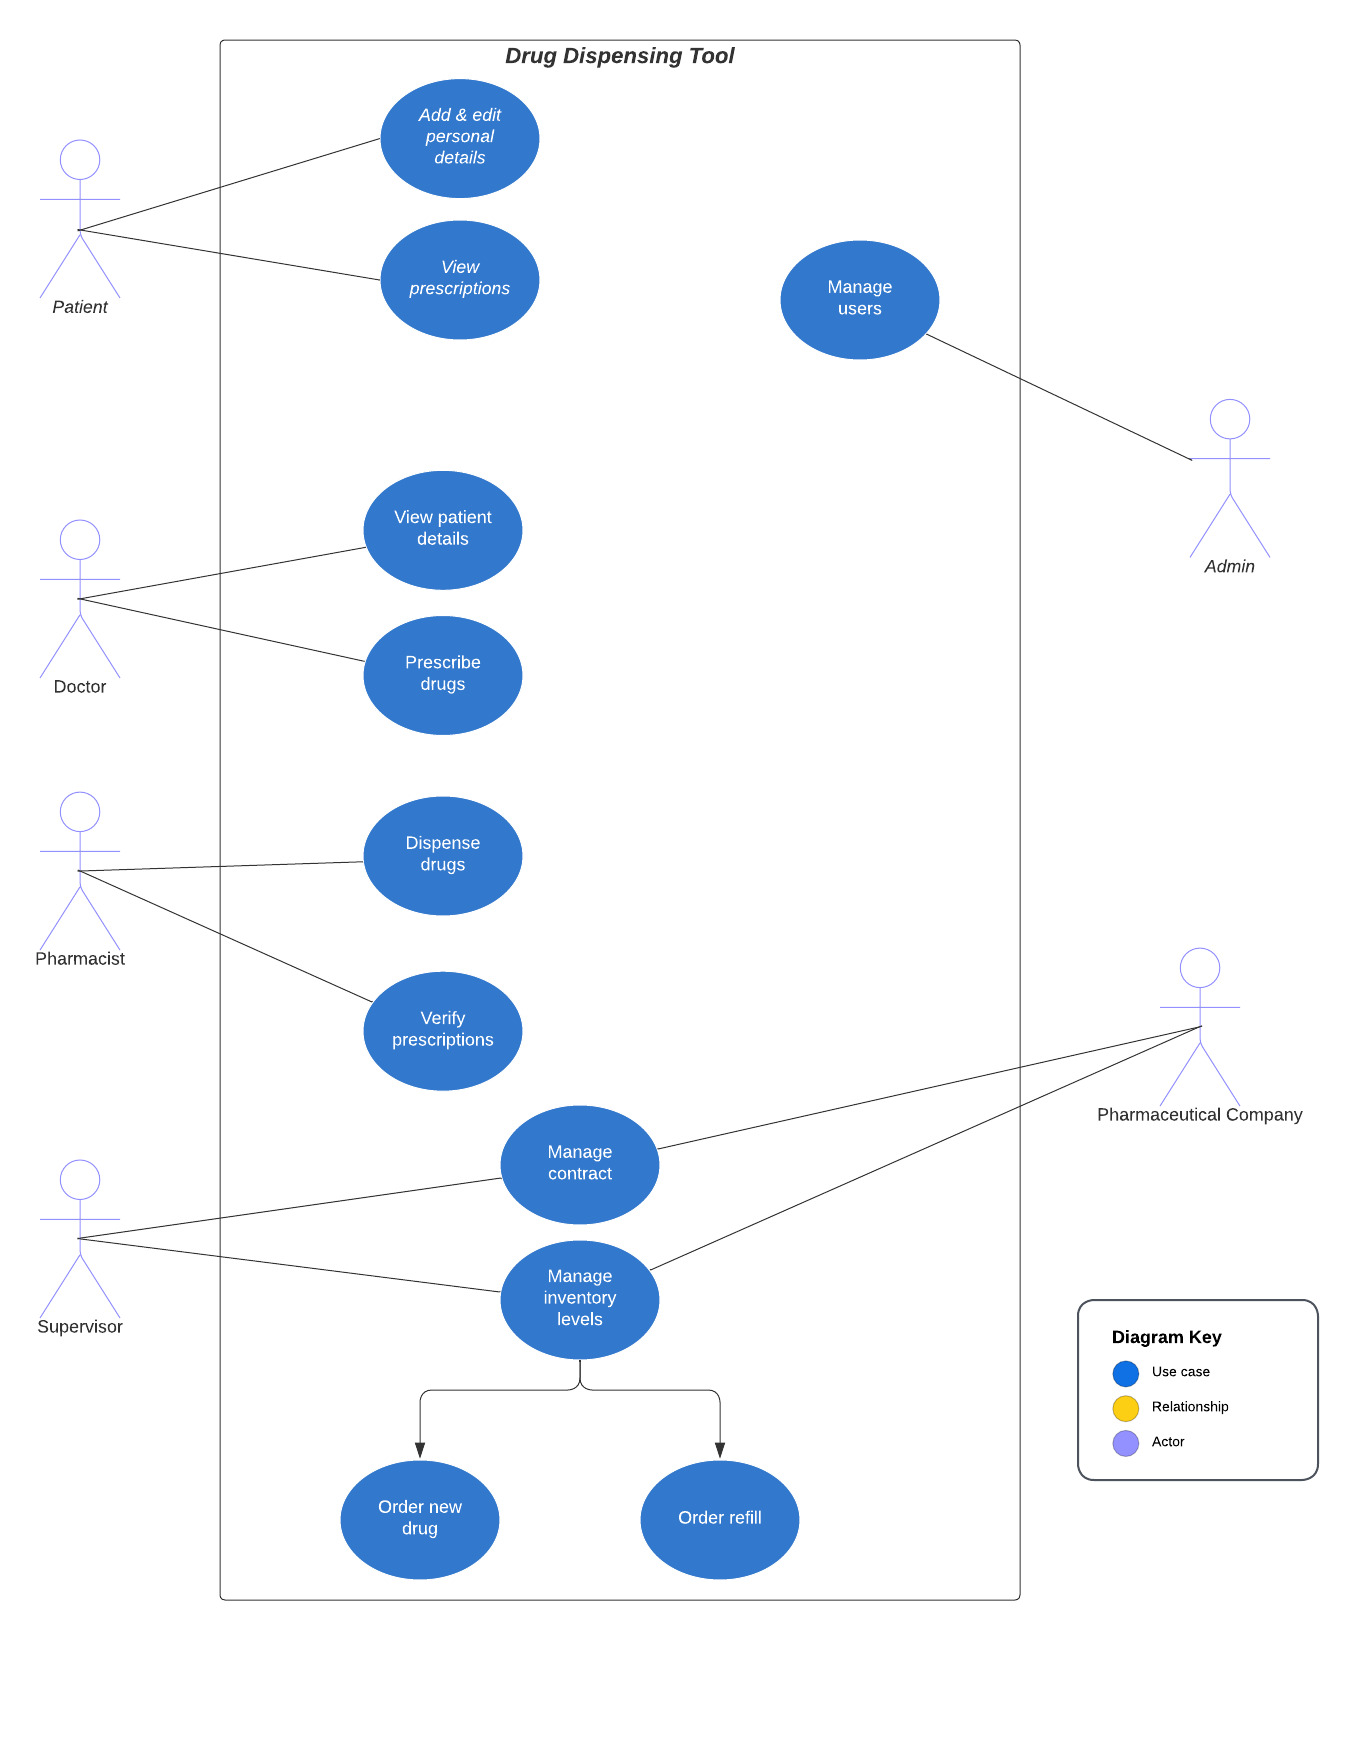 Drug Dispensing Tool
Add & edit
personal
details
View
prescriptions
Patient
Manage
users
Admin
View patient
details
Prescribe
drugs
Doctor
Dispense
drugs
Verify
prescriptions
Pharmacist
Pharmaceutical Company
Manage
contract
Manage
inventory
levels
Supervisor
Order new
drug
Order refill
Diagram Key
Use case
Relationship
Actor